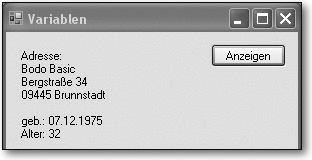 Variablen
Adresse:
Bodo Basic
Bergstraße 34
09445 Brunnstadt
geb.: 07.12.1975
Alter: 32
Anzeigen